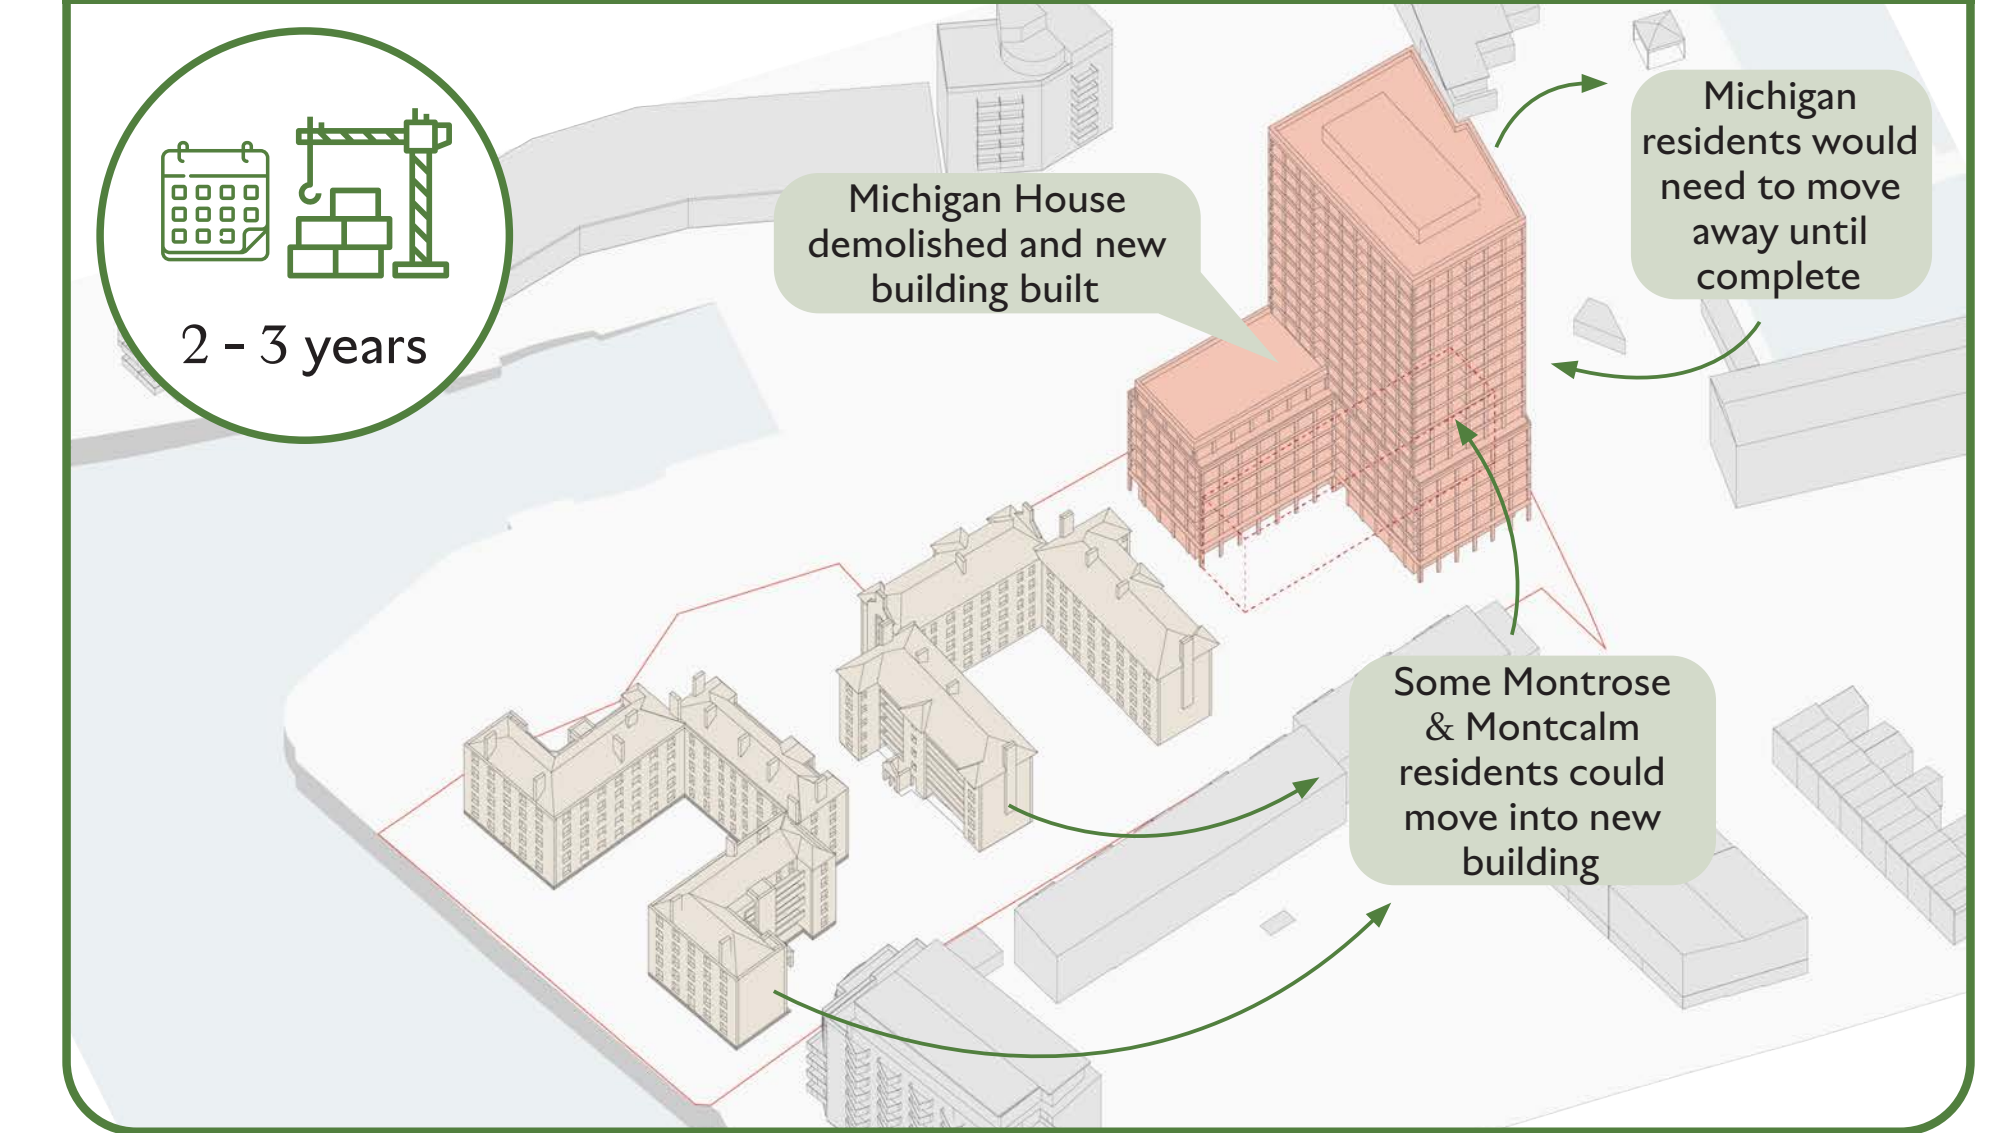 2 - 3 years
Michigan House
demolished and new
building built
Michigan
residents would
need to move
away until
complete
Some Montrose
& Montcalm
residents could
move into new
building